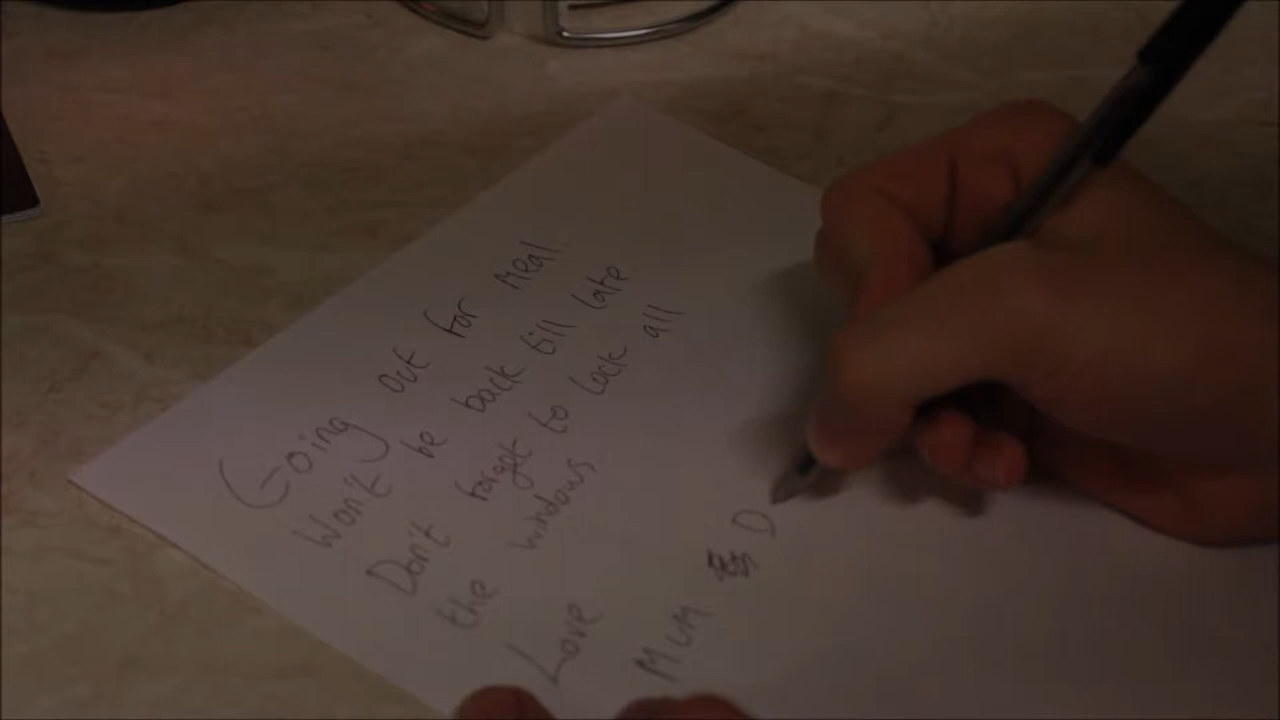 Going out for meal.
Won't be back till late.
Don't forget to lock all
the windows
Love
Mum & D